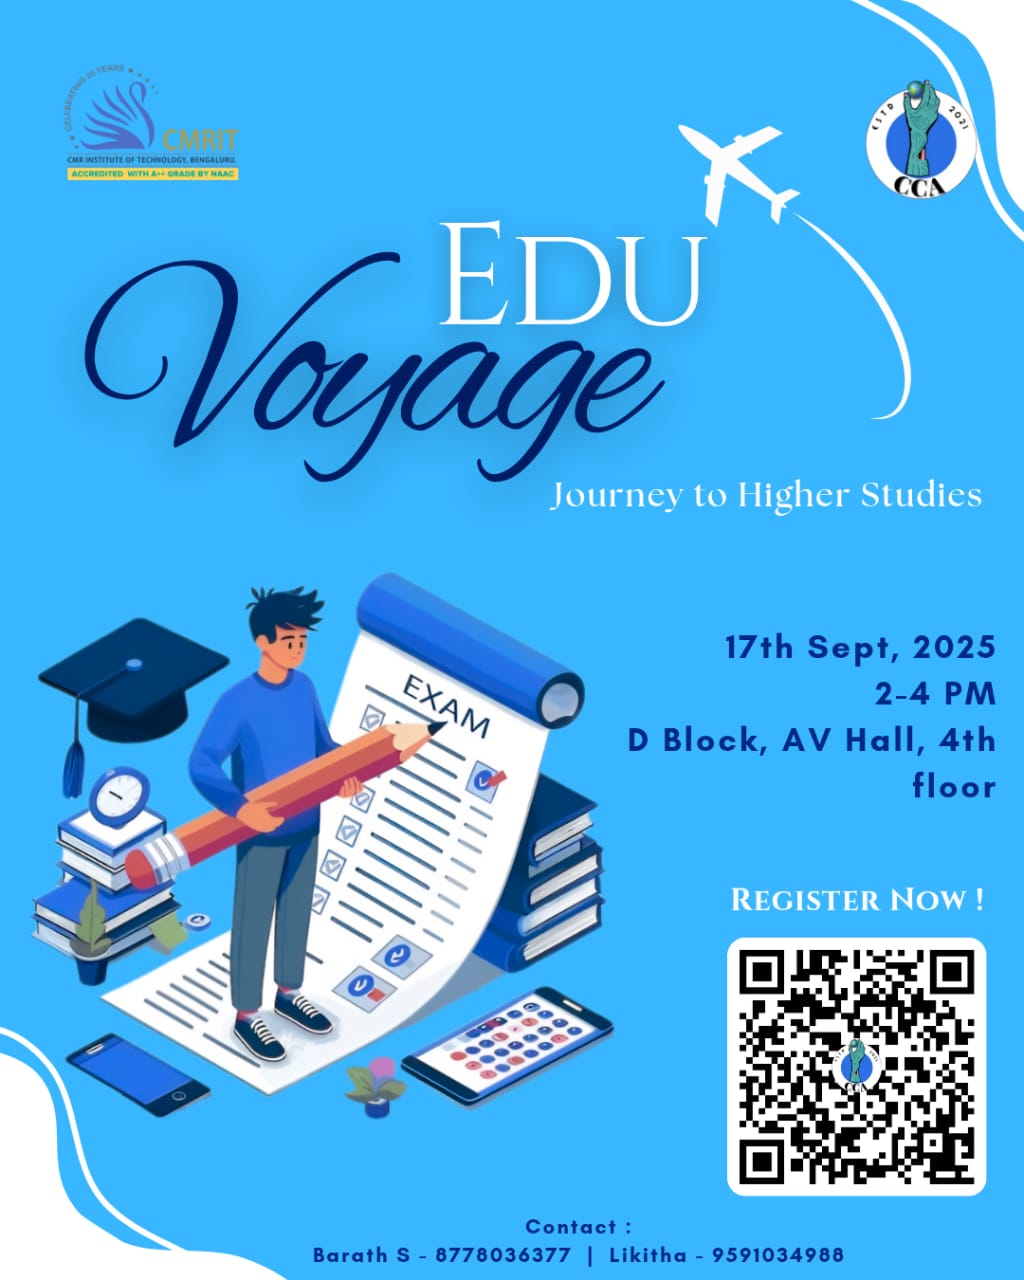 CELEBRATING 20 YEARS
CMRIT
CMR INSTITUTE OF TECHNOLOGY, BENGALURU.
ACCREDITED WITH A++ GRADE BY NAAC
ESTD 2021
CCA
EDU
Voyage
Journey to Higher Studies
EXAM
17th Sept, 2025
2-4 PM
D Block, AV Hall, 4th
floor
REGISTER NOW !
CCA
Contact :
Barath S - 8778036377 | Likitha - 9591034988